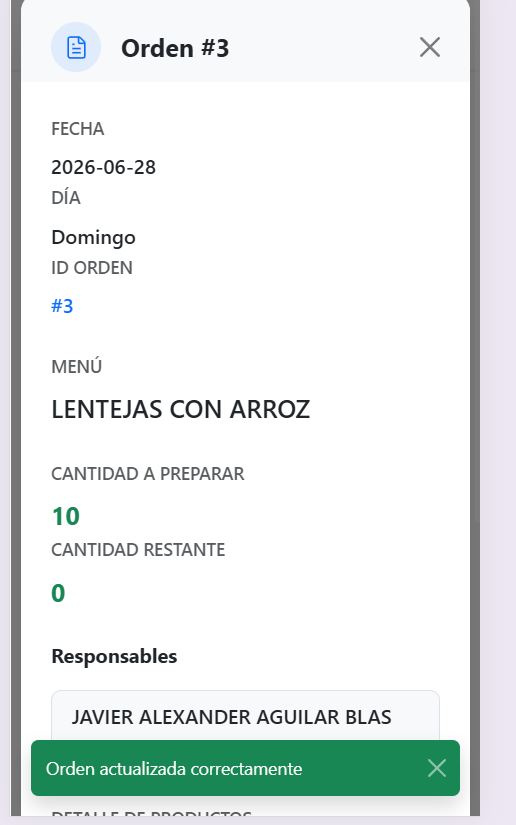 Orden #3
FECHA
2026-06-28
DÍA
Domingo
ID ORDEN
#3
MENÚ
LENTEJAS CON ARROZ
CANTIDAD A PREPARAR
10
CANTIDAD RESTANTE
0
Responsables
JAVIER ALEXANDER AGUILAR BLAS
Orden actualizada correctamente
DETALLE DE PRODUCTOS